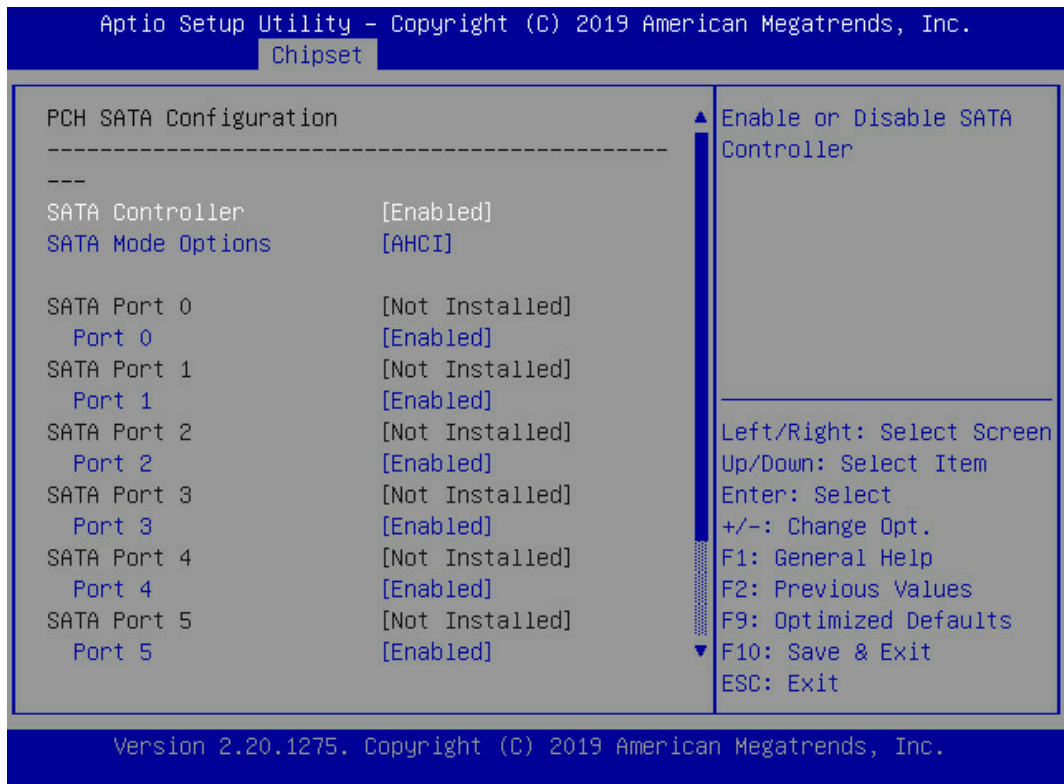 Aptio Setup Utility – Copyright (C) 2019 American Megatrends, Inc.
Chipset
PCH SATA Configuration
-----------------------------------------------
---
SATA Controller [Enabled]
SATA Mode Options [AHCI]
SATA Port 0 [Not Installed]
Port 0 [Enabled]
SATA Port 1 [Not Installed]
Port 1 [Enabled]
SATA Port 2 [Not Installed]
Port 2 [Enabled]
SATA Port 3 [Not Installed]
Port 3 [Enabled]
SATA Port 4 [Not Installed]
Port 4 [Enabled]
SATA Port 5 [Not Installed]
Port 5 [Enabled]
Enable or Disable SATA
Controller
Left/Right: Select Screen
Up/Down: Select Item
Enter: Select
+/-: Change Opt.
F1: General Help
F2: Previous Values
F9: Optimized Defaults
F10: Save & Exit
ESC: Exit
Version 2.20.1275. Copyright (C) 2019 American Megatrends, Inc.